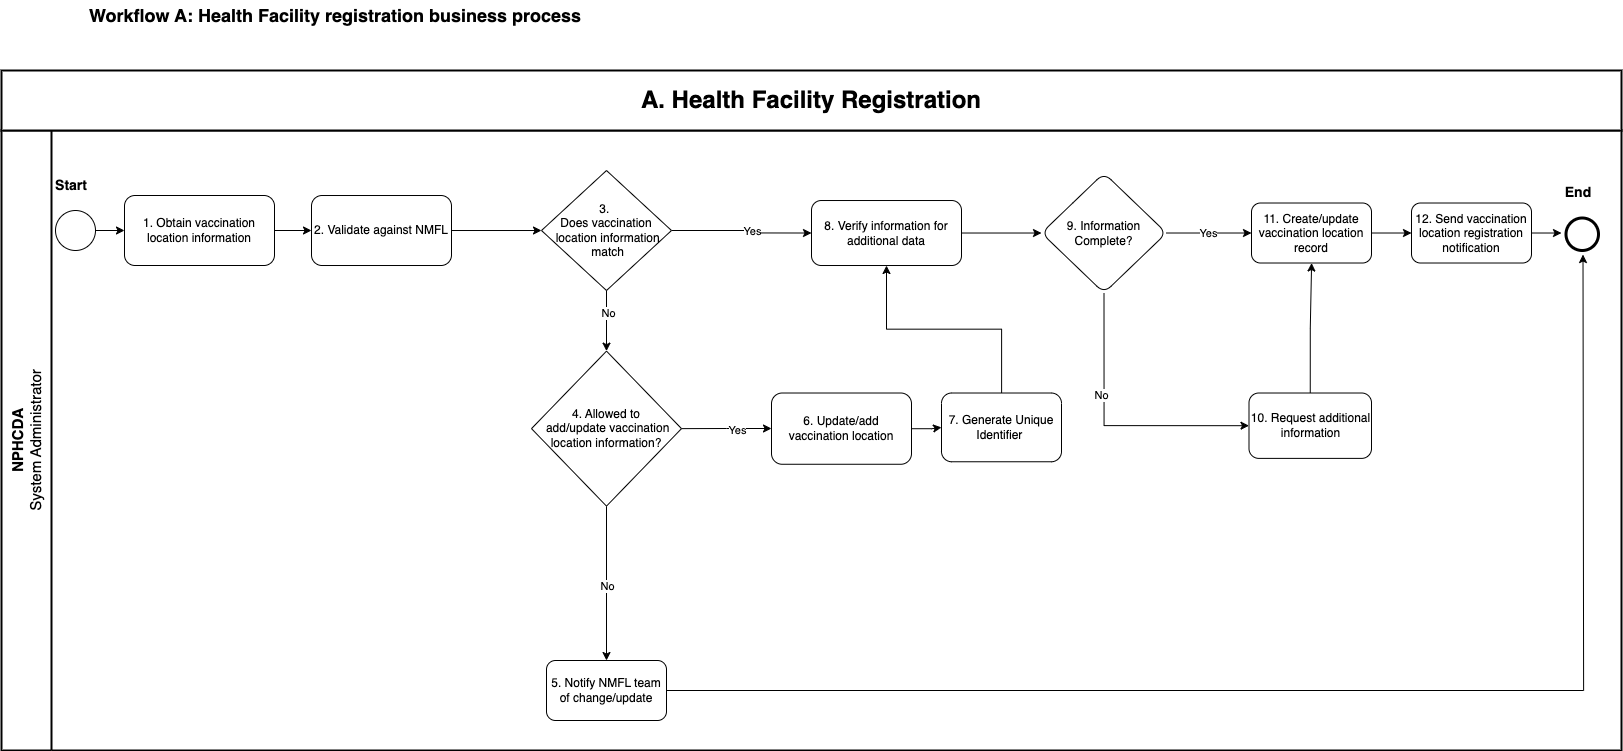 Workflow A: Health Facility registration business process
A. Health Facility Registration
NPHCDA
System Administrator
Start
1. Obtain vaccination
location information
2. Validate against NMFL
3.
Does vaccination
location information
match
Yes
No
4. Allowed to
add/update vaccination
location information?
Yes
No
5. Notify NMFL team
of change/update
6. Update/add
vaccination location
7. Generate Unique
Identifier
8. Verify information for
additional data
9. Information
Complete?
Yes
No
10. Request additional
information
11. Create/update
vaccination location
record
12. Send vaccination
location registration
notification
End